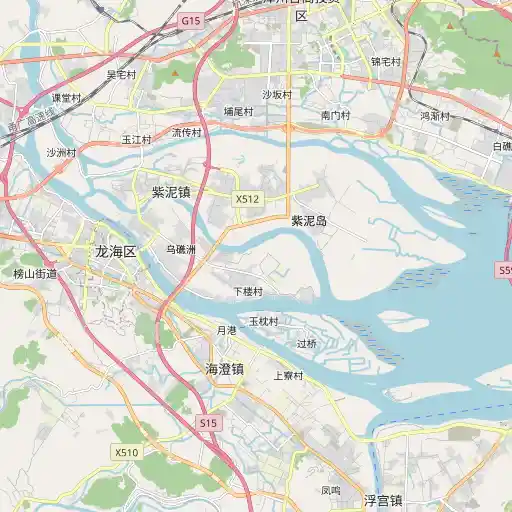 区
G15
吴宅村
锦宅村
课堂村
沙坂村
埔尾村
南门村
鸿渐村
流传村
玉江村
白礁
沙洲村
紫泥镇
X512
紫泥岛
乌礁洲
龙海区
榜山街道
S59
下楼村
玉枕村
月港
过桥
海澄镇
上寮村
S15
X510
凤鸣
浮宫镇